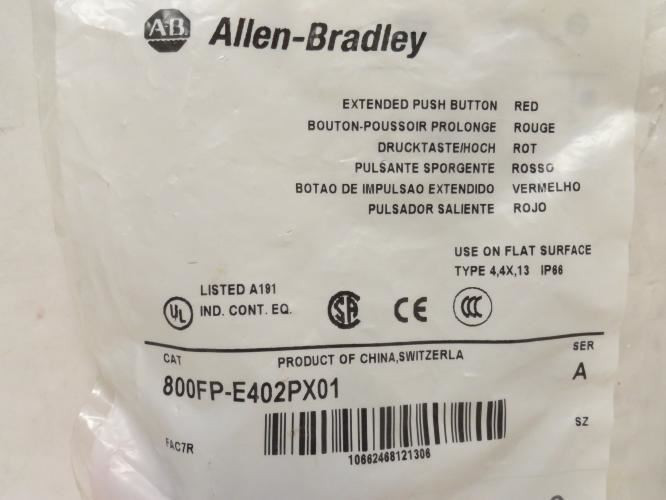 A-B Allen-Bradley
EXTENDED PUSH BUTTON RED
BOUTON-POUSSOIR PROLONGE ROUGE
DRUCKTASTE/HOCH ROT
PULSANTE SPORGENTE ROSSO
BOTAO DE IMPULSAO EXTENDIDO VERMELHO
PULSADOR SALIENTE ROJO
USE ON FLAT SURFACE
TYPE 4,4X,13 IP66
LISTED A191
UL IND. CONT. EQ. SA CE CCC
CAT PRODUCT OF CHINA,SWITZERLA SER
800FP-E402PX01 A
FAC7R SZ
10662468121306